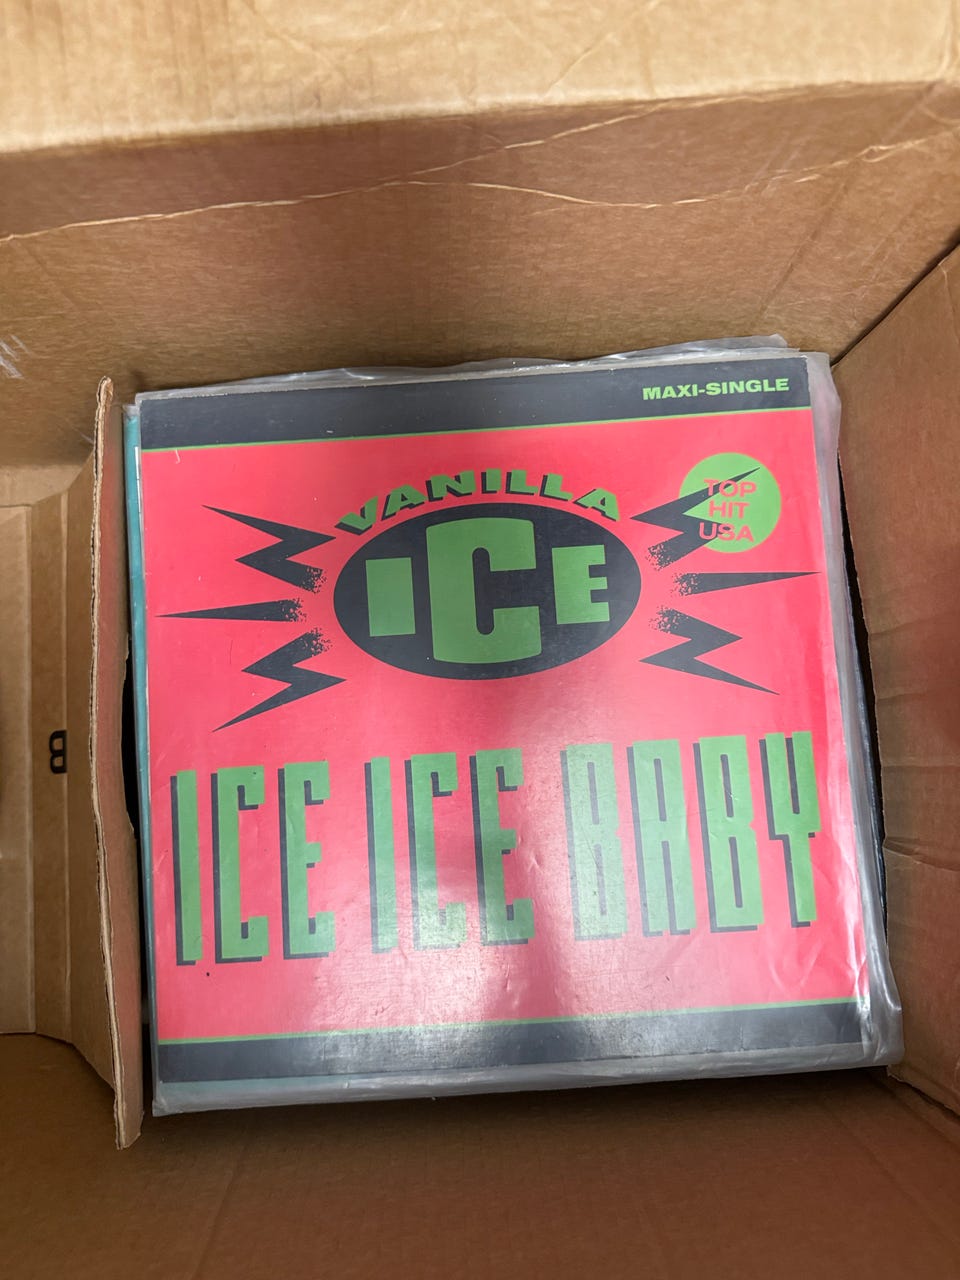 MAXI-SINGLE
VANILLA
ICE
TOP
HIT
USA
ICE ICE BABY